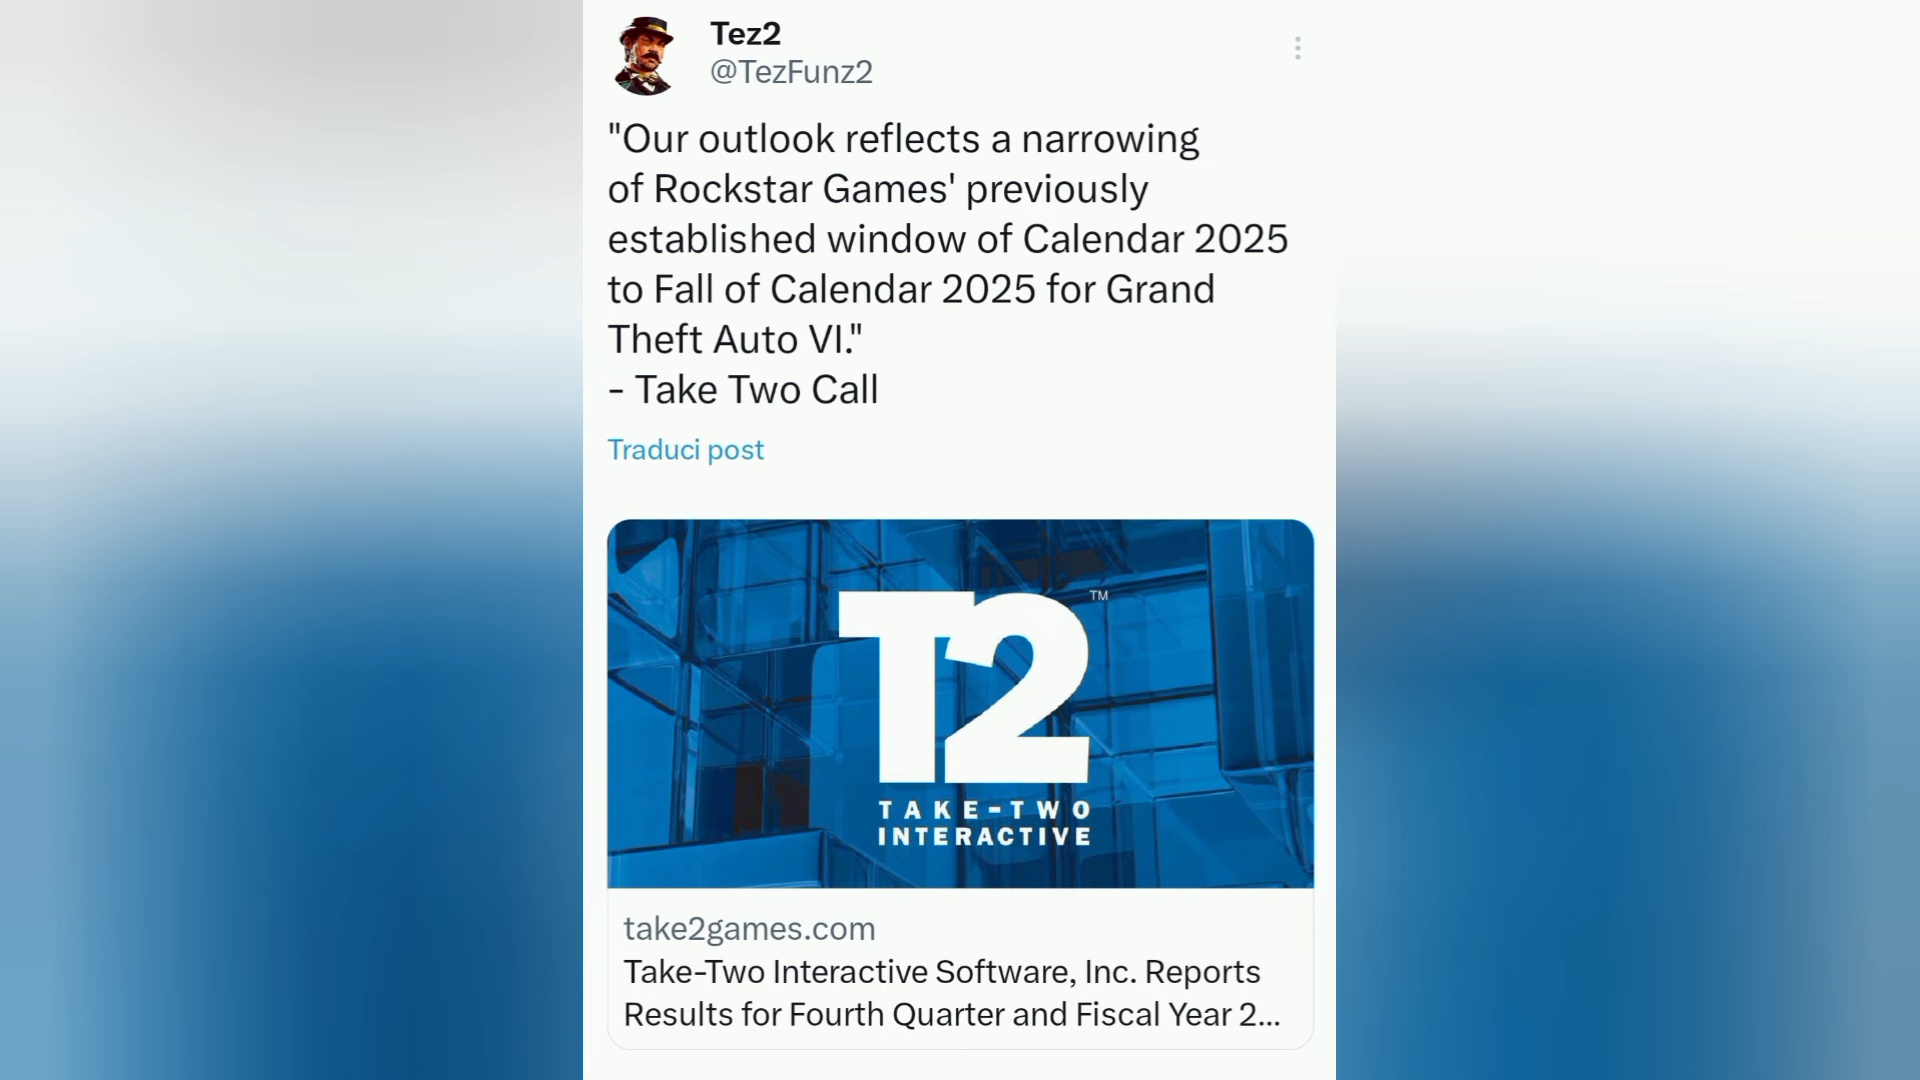 Tez2
@TezFunz2
"Our outlook reflects a narrowing
of Rockstar Games' previously
established window of Calendar 2025
to Fall of Calendar 2025 for Grand
Theft Auto VI."
- Take Two Call
Traduci post
T2
TM
TAKE-TWO
INTERACTIVE
take2games.com
Take-Two Interactive Software, Inc. Reports
Results for Fourth Quarter and Fiscal Year 2...